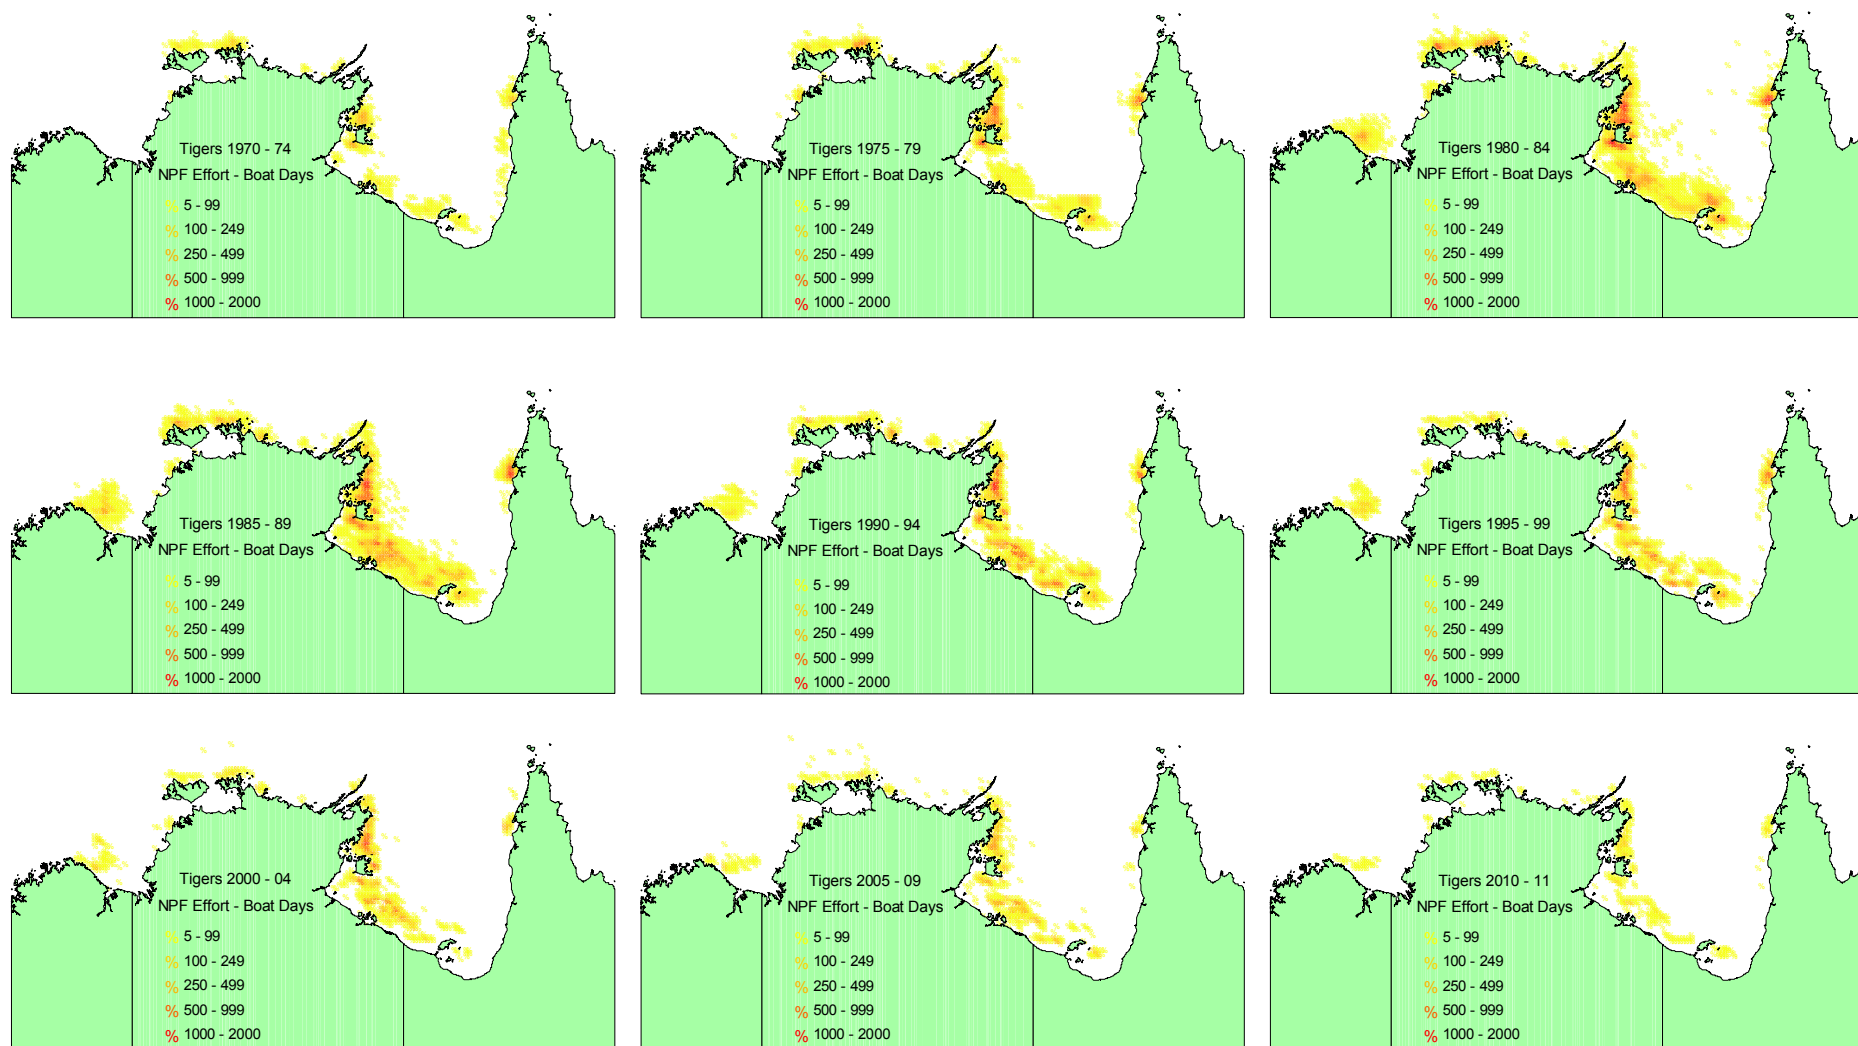 Tigers 1970 - 74
NPF Effort - Boat Days
% 5 - 99
% 100 - 249
% 250 - 499
% 500 - 999
% 1000 - 2000
Tigers 1975 - 79
NPF Effort - Boat Days
% 5 - 99
% 100 - 249
% 250 - 499
% 500 - 999
% 1000 - 2000
Tigers 1980 - 84
NPF Effort - Boat Days
% 5 - 99
% 100 - 249
% 250 - 499
% 500 - 999
% 1000 - 2000
Tigers 1985 - 89
NPF Effort - Boat Days
% 5 - 99
% 100 - 249
% 250 - 499
% 500 - 999
% 1000 - 2000
Tigers 1990 - 94
NPF Effort - Boat Days
% 5 - 99
% 100 - 249
% 250 - 499
% 500 - 999
% 1000 - 2000
Tigers 1995 - 99
NPF Effort - Boat Days
% 5 - 99
% 100 - 249
% 250 - 499
% 500 - 999
% 1000 - 2000
Tigers 2000 - 04
NPF Effort - Boat Days
% 5 - 99
% 100 - 249
% 250 - 499
% 500 - 999
% 1000 - 2000
Tigers 2005 - 09
NPF Effort - Boat Days
% 5 - 99
% 100 - 249
% 250 - 499
% 500 - 999
% 1000 - 2000
Tigers 2010 - 11
NPF Effort - Boat Days
% 5 - 99
% 100 - 249
% 250 - 499
% 500 - 999
% 1000 - 2000